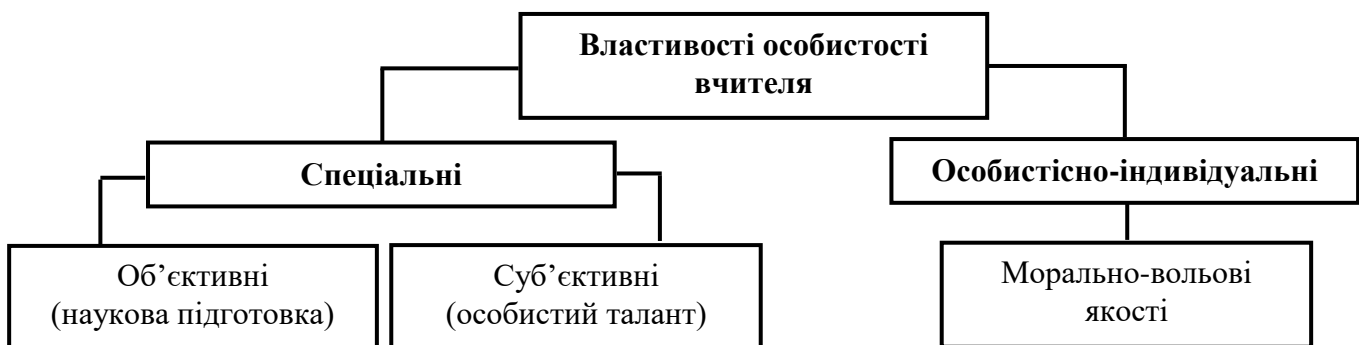 Властивості особистості
вчителя
Спеціальні
Особистісно-індивідуальні
Об’єктивні
(наукова підготовка)
Суб’єктивні
(особистий талант)
Морально-вольові
якості